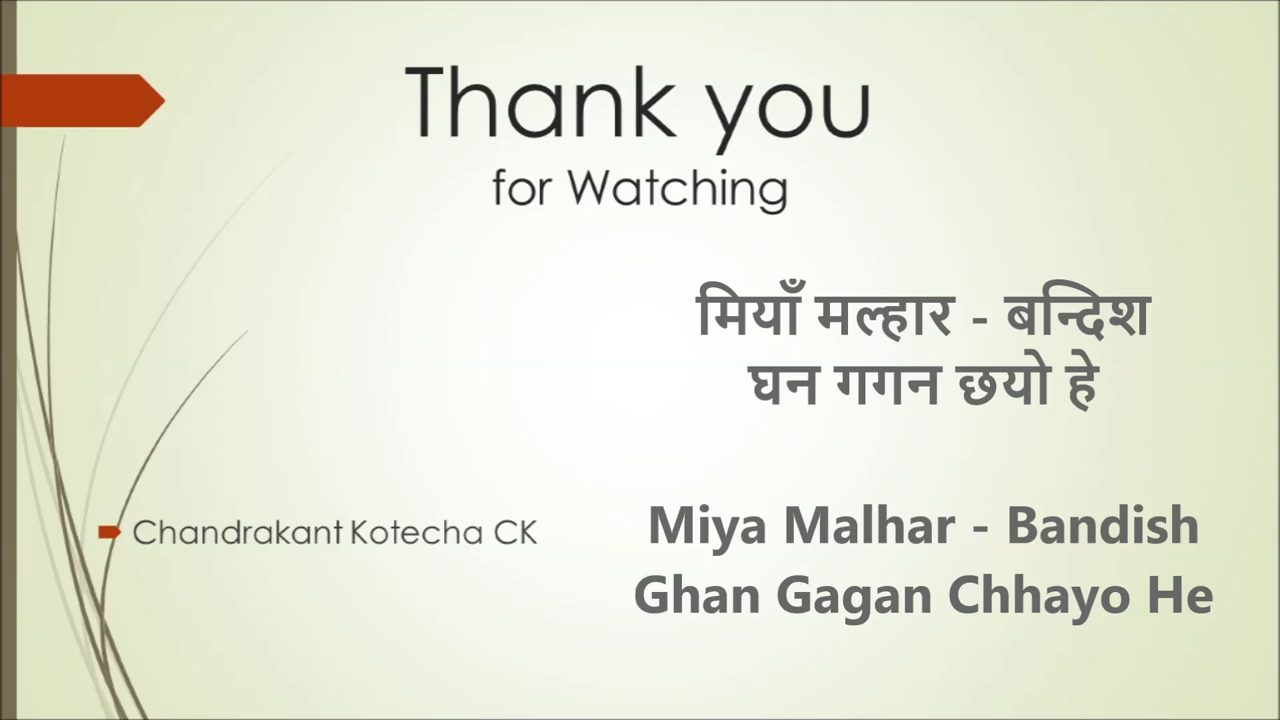 Thank you
for Watching
मियाँ मल्हार - बन्दिश
घन गगन छयो हे
Chandrakant Kotecha CK
Miya Malhar - Bandish
Ghan Gagan Chhayo He